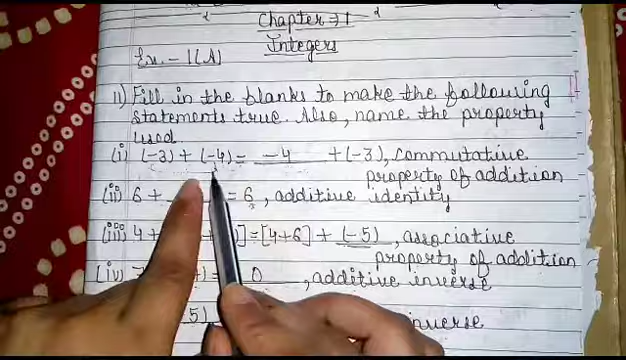 Chapter ⇒ 1
Integers
Ex. - 1(A)
11) Fill in the blanks to make the following
statements true. Also, name the property
used
(i) (-3) + (-4) = -4 + (-3), commutative
property of addition
(ii) 6 + = 6, additive identity
(iii) 4 + ] = [4+6] + (-5), associative
property of addition
(iv) = 0, additive inverse
5) inverse